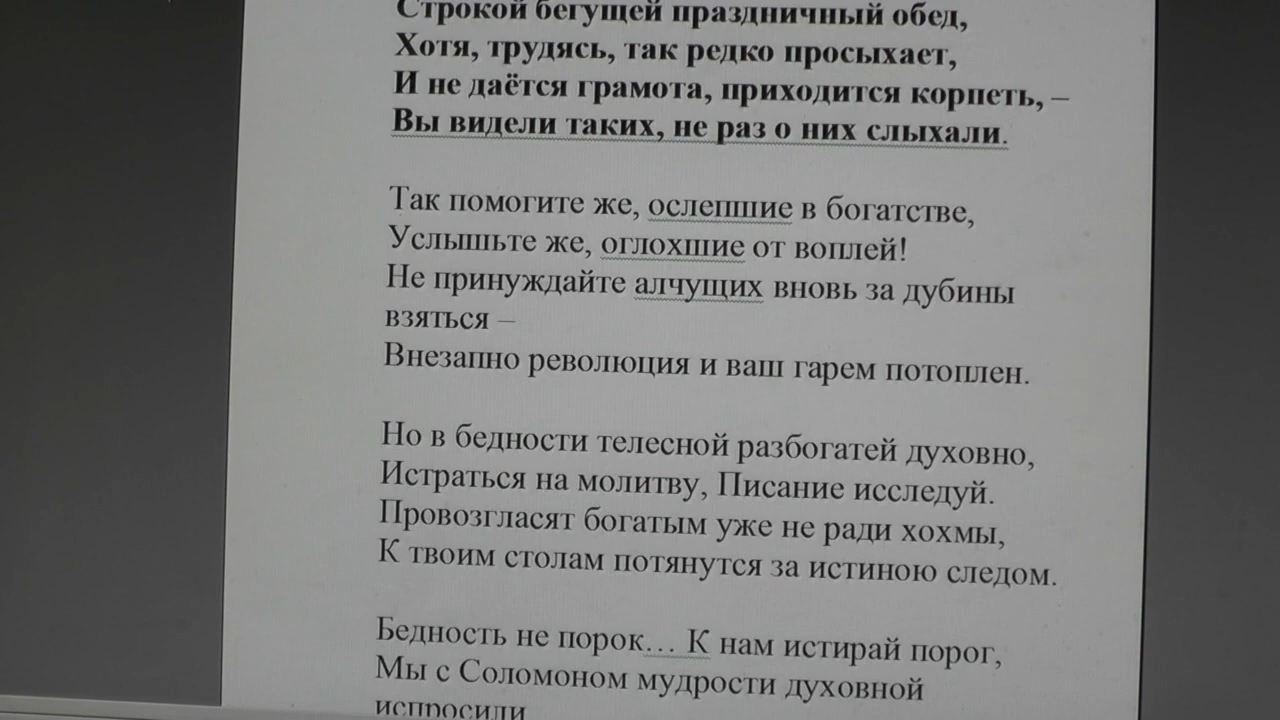 Строкой бегущей праздничный обед,
Хотя, трудясь, так редко просыхает,
И не даётся грамота, приходится корпеть, –
Вы видели таких, не раз о них слыхали.
Так помогите же, ослепшие в богатстве,
Услышьте же, оглохшие от воплей!
Не принуждайте алчущих вновь за дубины
взяться –
Внезапно революция и ваш гарем потоплен.
Но в бедности телесной разбогатей духовно,
Истраться на молитву, Писание исследуй.
Провозгласят богатым уже не ради хохмы,
К твоим столам потянутся за истиною следом.
Бедность не порок… К нам истирай порог,
Мы с Соломоном мудрости духовной
испросили